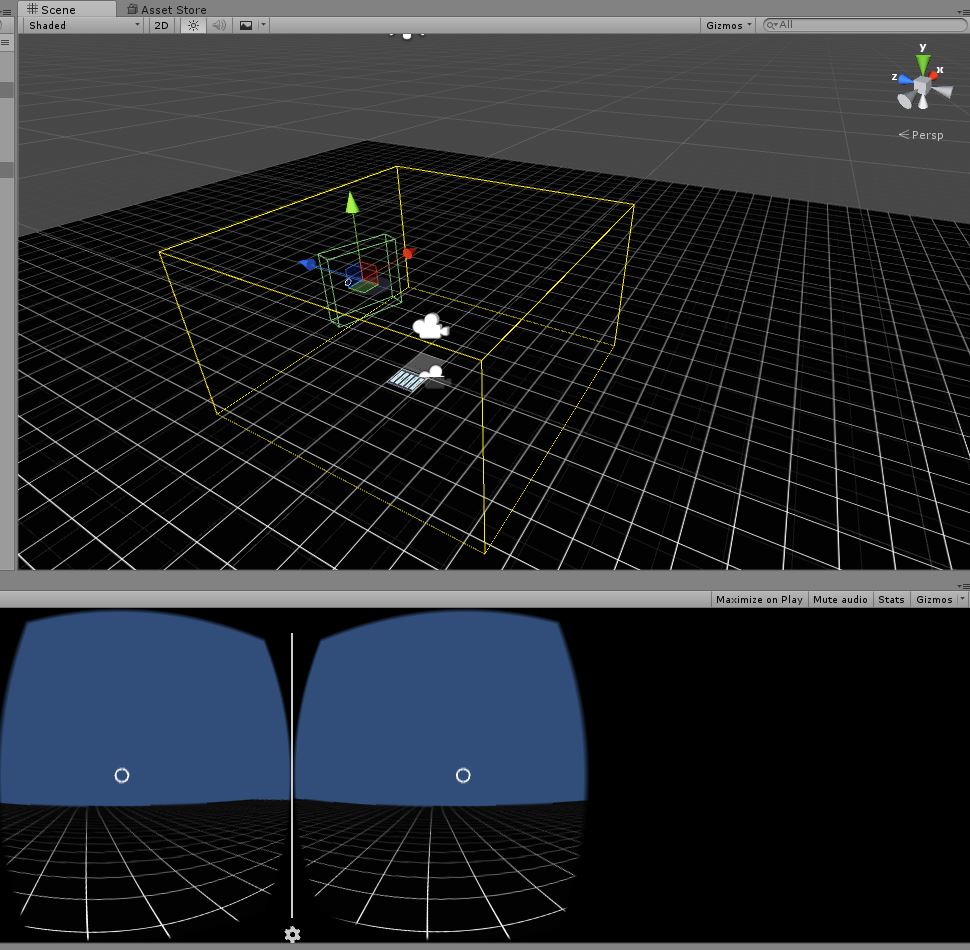 Scene Asset Store
Shaded 2D Gizmos All
y
x
z
Persp
Maximize on Play Mute audio Stats Gizmos